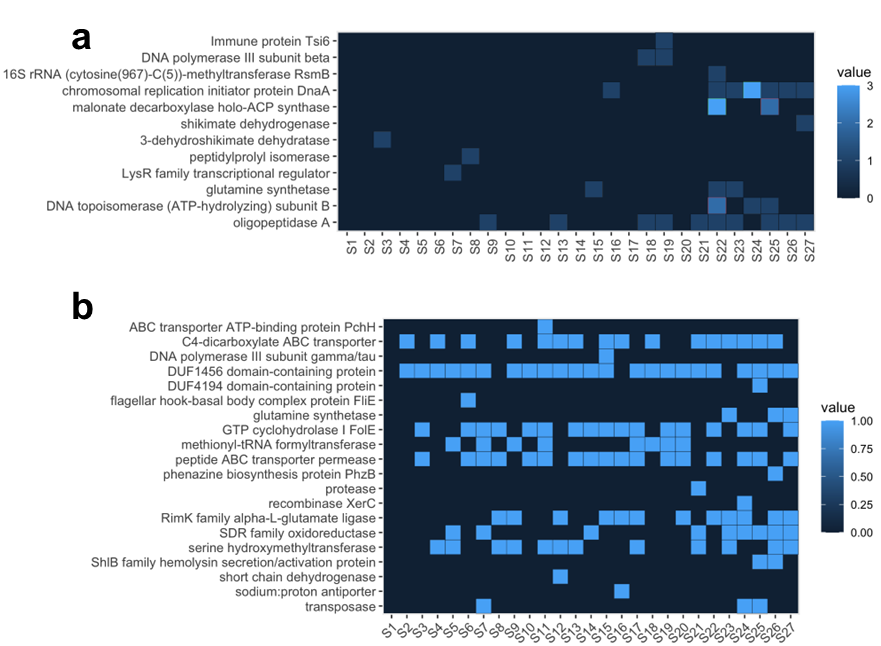 a
Immune protein Tsi6
DNA polymerase III subunit beta
16S rRNA (cytosine(967)-C(5))-methyltransferase RsmB
chromosomal replication initiator protein DnaA
malonate decarboxylase holo-ACP synthase
shikimate dehydrogenase
3-dehydroshikimate dehydratase
peptidylprolyl isomerase
LysR family transcriptional regulator
glutamine synthetase
DNA topoisomerase (ATP-hydrolyzing) subunit B
oligopeptidase A
S1 S2 S3 S4 S5 S6 S7 S8 S9 S10 S11 S12 S13 S14 S15 S16 S17 S18 S19 S20 S21 S22 S23 S24 S25 S26 S27
value
3
2
1
0
b
ABC transporter ATP-binding protein PchH
C4-dicarboxylate ABC transporter
DNA polymerase III subunit gamma/tau
DUF1456 domain-containing protein
DUF4194 domain-containing protein
flagellar hook-basal body complex protein FliE
glutamine synthetase
GTP cyclohydrolase I FolE
methionyl-tRNA formyltransferase
peptide ABC transporter permease
phenazine biosynthesis protein PhzB
protease
recombinase XerC
RimK family alpha-L-glutamate ligase
SDR family oxidoreductase
serine hydroxymethyltransferase
ShlB family hemolysin secretion/activation protein
short chain dehydrogenase
sodium:proton antiporter
transposase
S1 S2 S3 S4 S5 S6 S7 S8 S9 S10 S11 S12 S13 S14 S15 S16 S17 S18 S19 S20 S21 S22 S23 S24 S25 S26 S27
value
1.00
0.75
0.50
0.25
0.00